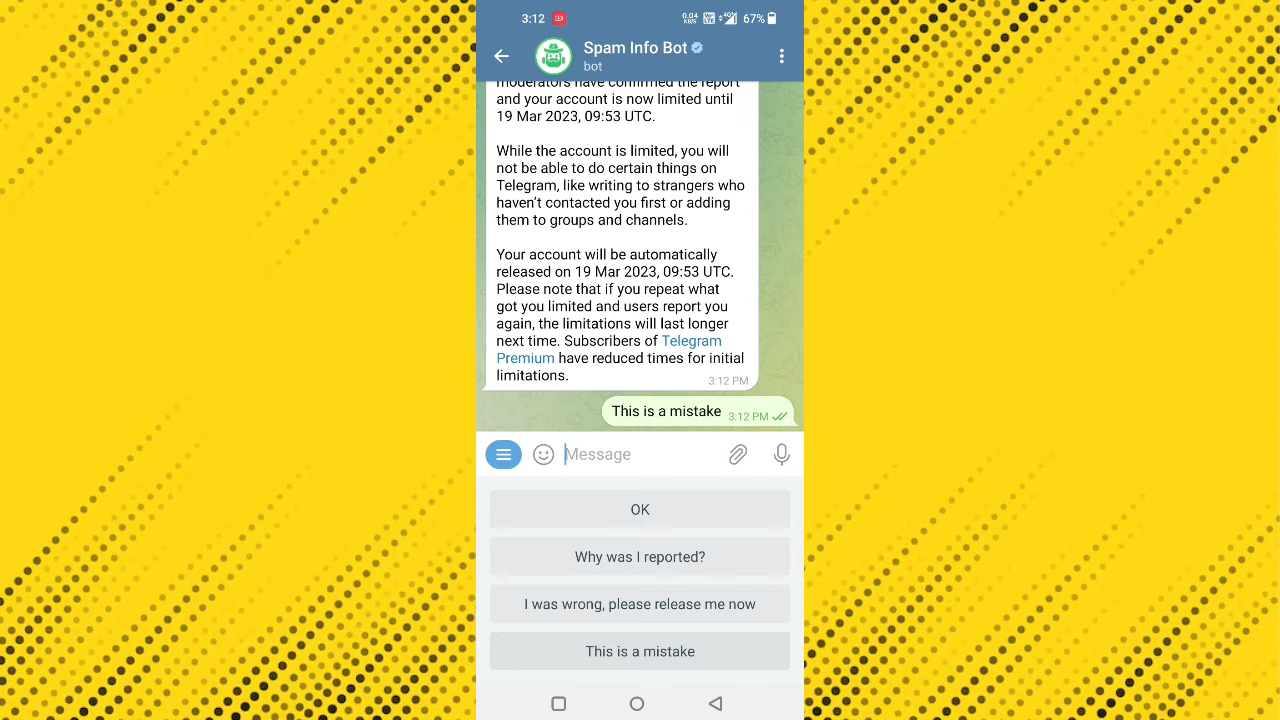 3:12
0.04 KB/S 4G 67%
Spam Info Bot
bot
moderators have confirmed the report
and your account is now limited until
19 Mar 2023, 09:53 UTC.
While the account is limited, you will
not be able to do certain things on
Telegram, like writing to strangers who
haven't contacted you first or adding
them to groups and channels.
Your account will be automatically
released on 19 Mar 2023, 09:53 UTC.
Please note that if you repeat what
got you limited and users report you
again, the limitations will last longer
next time. Subscribers of Telegram
Premium have reduced times for initial
limitations.
3:12 PM
This is a mistake 3:12 PM
Message
OK
Why was I reported?
I was wrong, please release me now
This is a mistake